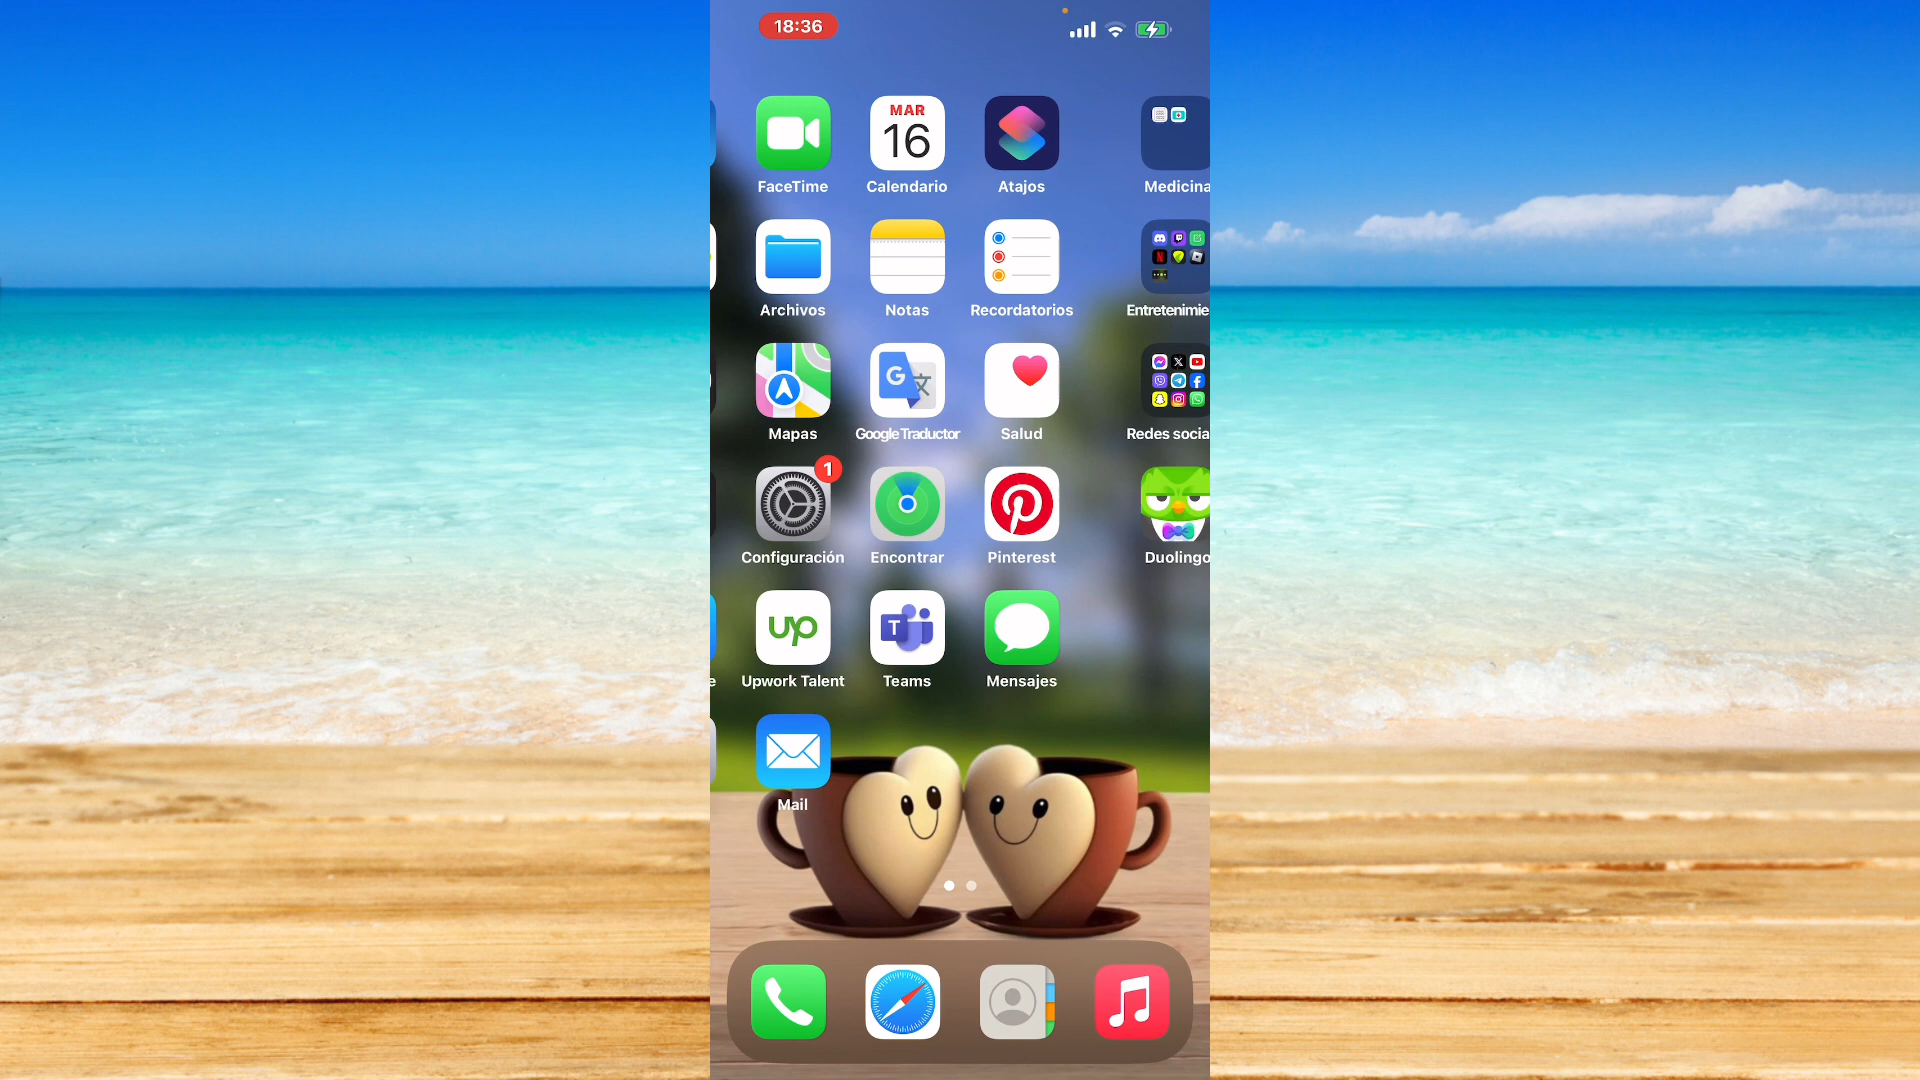 18:36
MAR
16
FaceTime
Calendario
Atajos
Medicina
Archivos
Notas
Recordatorios
Entretenimie
G
文
Mapas
Google Traductor
Salud
Redes socia
1
Configuración
Encontrar
Pinterest
Duolingo
up
T
e
Upwork Talent
Teams
Mensajes
Mail